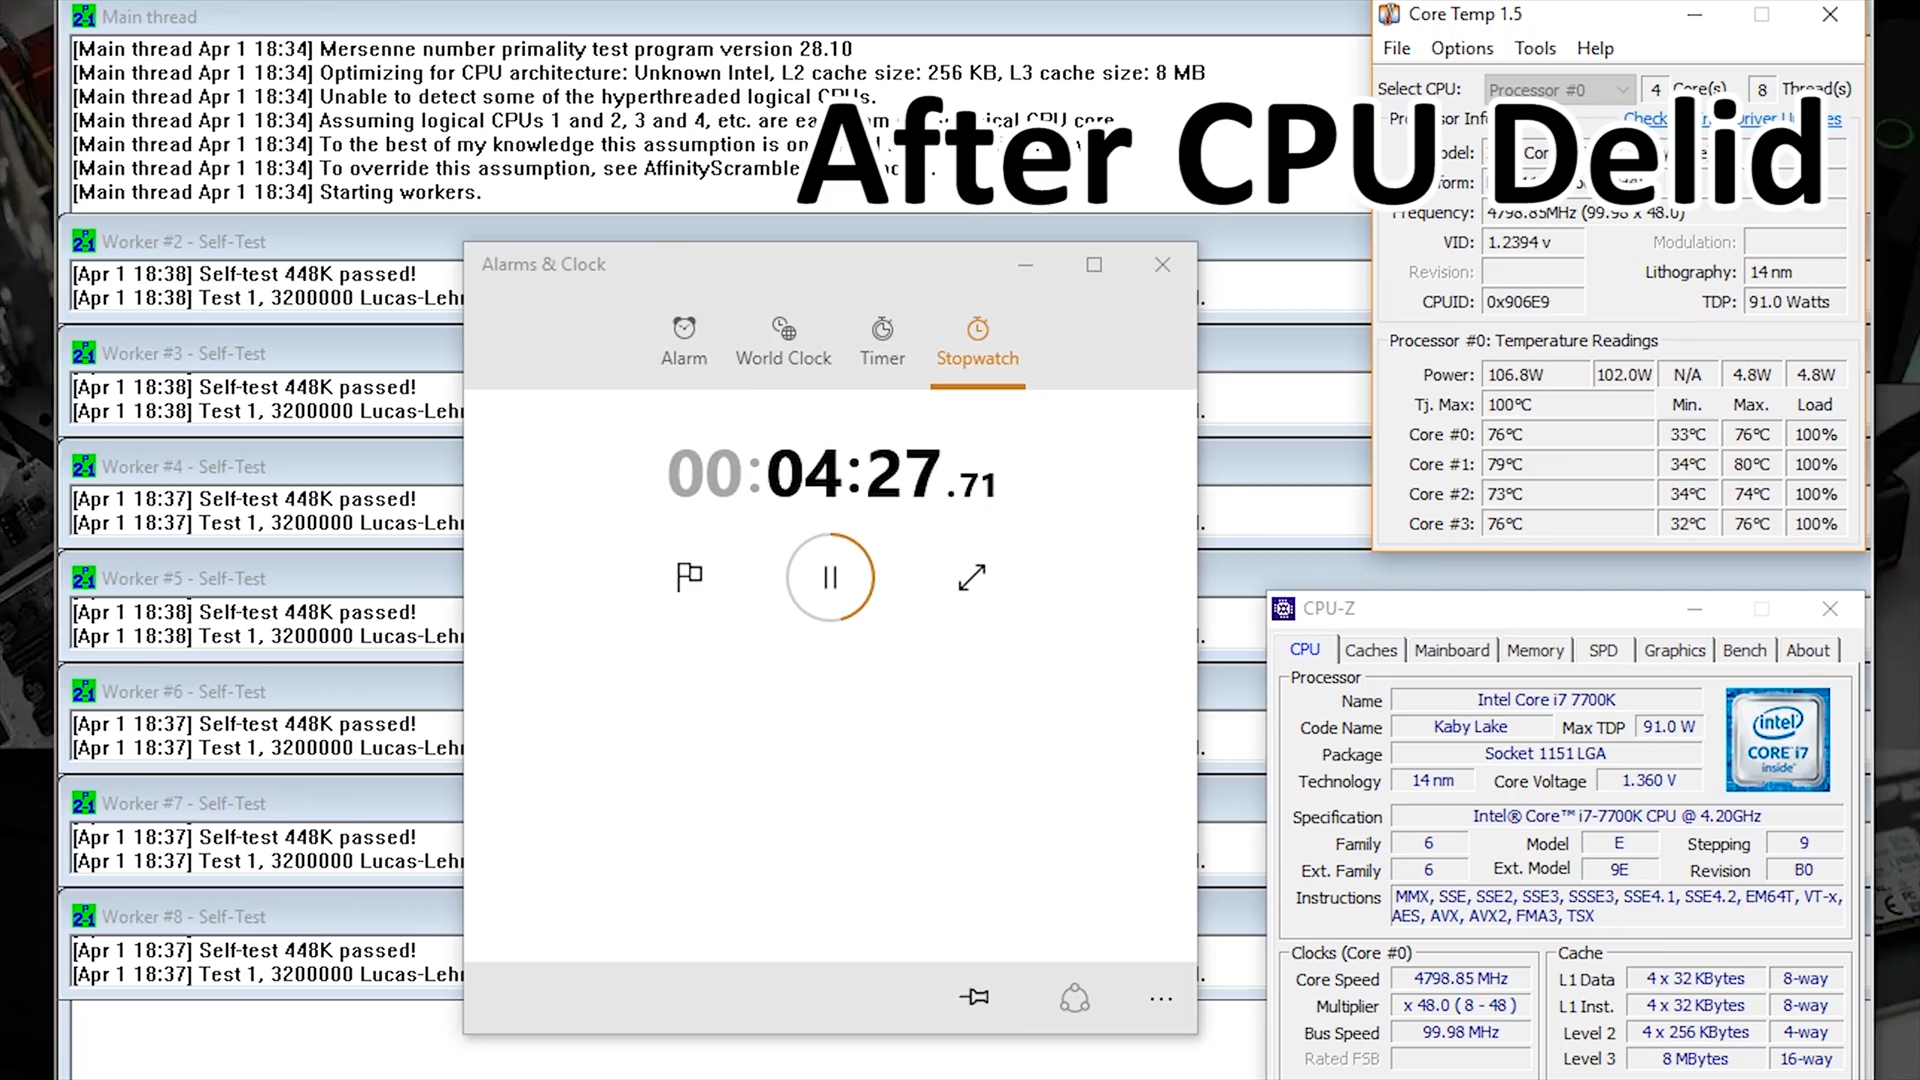 Main thread
[Main thread Apr 1 18:34] Mersenne number primality test program version 28.10
[Main thread Apr 1 18:34] Optimizing for CPU architecture: Unknown Intel, L2 cache size: 256 KB, L3 cache size: 8 MB
[Main thread Apr 1 18:34] Unable to detect some of the hyperthreaded logical CPUs.
[Main thread Apr 1 18:34] Assuming logical CPUs 1 and 2, 3 and 4, etc. are CPU core
[Main thread Apr 1 18:34] To the best of my knowledge this assumption is
[Main thread Apr 1 18:34] To override this assumption, see AffinityScramble
[Main thread Apr 1 18:34] Starting workers.
After CPU Delid
Worker #2 - Self-Test
[Apr 1 18:38] Self-test 448K passed!
[Apr 1 18:38] Test 1, 3200000 Lucas-Leh
Worker #3 - Self-Test
[Apr 1 18:38] Self-test 448K passed!
[Apr 1 18:38] Test 1, 3200000 Lucas-Leh
Worker #4 - Self-Test
[Apr 1 18:37] Self-test 448K passed!
[Apr 1 18:37] Test 1, 3200000 Lucas-Leh
Worker #5 - Self-Test
[Apr 1 18:38] Self-test 448K passed!
[Apr 1 18:38] Test 1, 3200000 Lucas-Leh
Worker #6 - Self-Test
[Apr 1 18:37] Self-test 448K passed!
[Apr 1 18:37] Test 1, 3200000 Lucas-Leh
Worker #7 - Self-Test
[Apr 1 18:37] Self-test 448K passed!
[Apr 1 18:37] Test 1, 3200000 Lucas-Leh
Worker #8 - Self-Test
[Apr 1 18:37] Self-test 448K passed!
[Apr 1 18:37] Test 1, 3200000 Lucas-Leh
Alarms & Clock
Alarm World Clock Timer Stopwatch
00:04:27.71
Core Temp 1.5
File Options Tools Help
Select CPU: Processor #0 4 Core(s) 8 Thread(s)
Check
Frequency: 4798.85MHz (99.98 x 48.0)
VID: 1.2394 v Modulation:
Revision: Lithography: 14 nm
CPUID: 0x906E9 TDP: 91.0 Watts
Processor #0: Temperature Readings
Power: 106.8W 102.0W N/A 4.8W 4.8W
Tj. Max: 100°C Min. Max. Load
Core #0: 76°C 33°C 76°C 100%
Core #1: 79°C 34°C 80°C 100%
Core #2: 73°C 34°C 74°C 100%
Core #3: 76°C 32°C 76°C 100%
CPU-Z
CPU Caches Mainboard Memory SPD Graphics Bench About
Processor
Name Intel Core i7 7700K
Code Name Kaby Lake Max TDP 91.0 W
Package Socket 1151 LGA
Technology 14 nm Core Voltage 1.360 V
intel CORE i7 inside™
Specification Intel® Core™ i7-7700K CPU @ 4.20GHz
Family 6 Model E Stepping 9
Ext. Family 6 Ext. Model 9E Revision B0
Instructions MMX, SSE, SSE2, SSE3, SSSE3, SSE4.1, SSE4.2, EM64T, VT-x,
AES, AVX, AVX2, FMA3, TSX
Clocks (Core #0)
Core Speed 4798.85 MHz
Multiplier x 48.0 ( 8 - 48 )
Bus Speed 99.98 MHz
Rated FSB
Cache
L1 Data 4 x 32 KBytes 8-way
L1 Inst. 4 x 32 KBytes 8-way
Level 2 4 x 256 KBytes 4-way
Level 3 8 MBytes 16-way